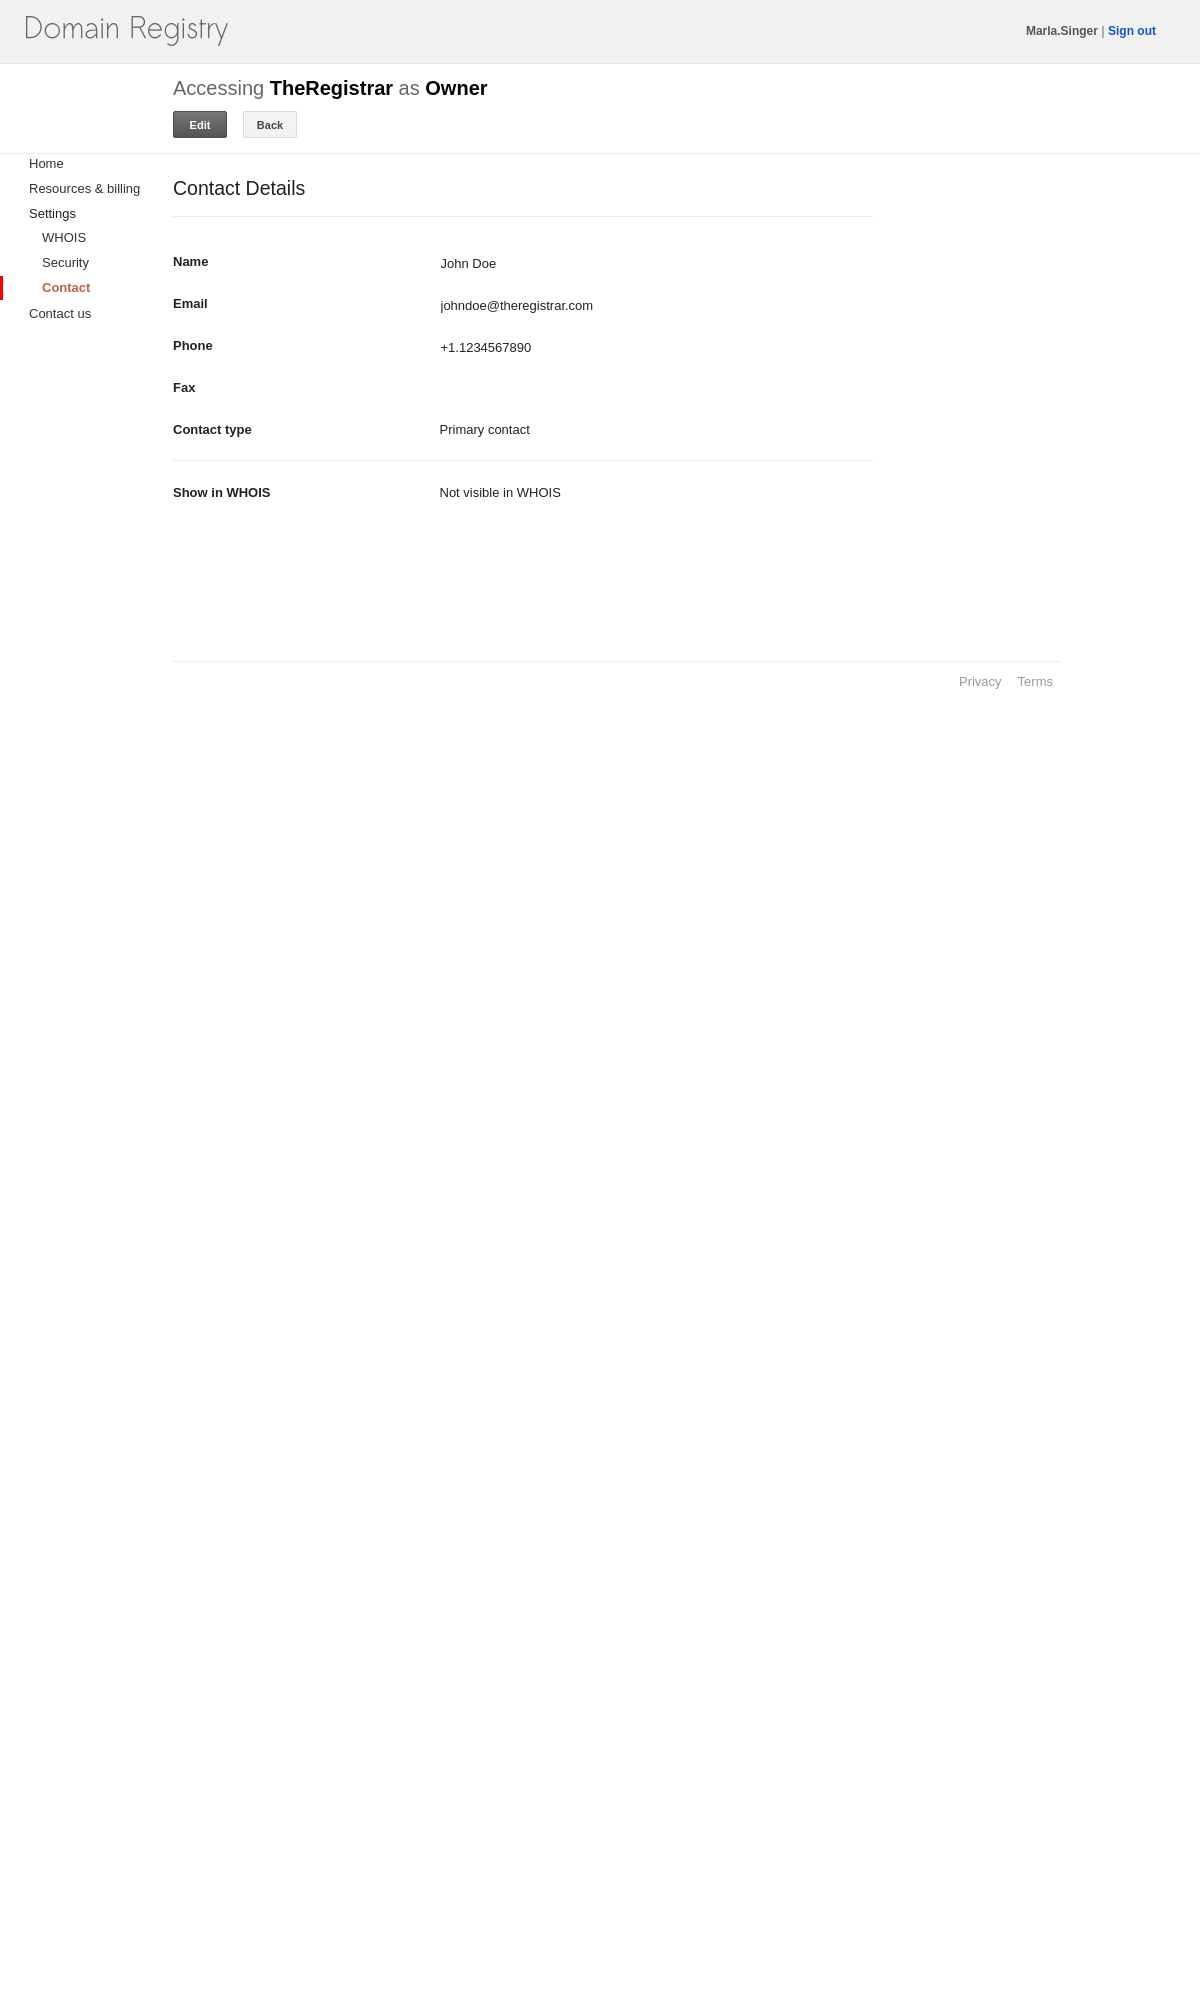 Domain Registry
Marla.Singer | Sign out
Accessing TheRegistrar as Owner
Edit Back
Home
Resources & billing
Settings
WHOIS
Security
Contact
Contact us
Contact Details
Name John Doe
Email johndoe@theregistrar.com
Phone +1.1234567890
Fax
Contact type Primary contact
Show in WHOIS Not visible in WHOIS
Privacy Terms